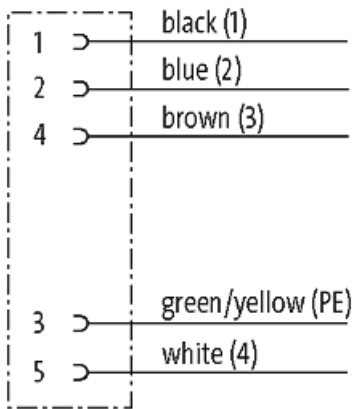 1 black (1)
2 blue (2)
4 brown (3)
3 green/yellow (PE)
5 white (4)